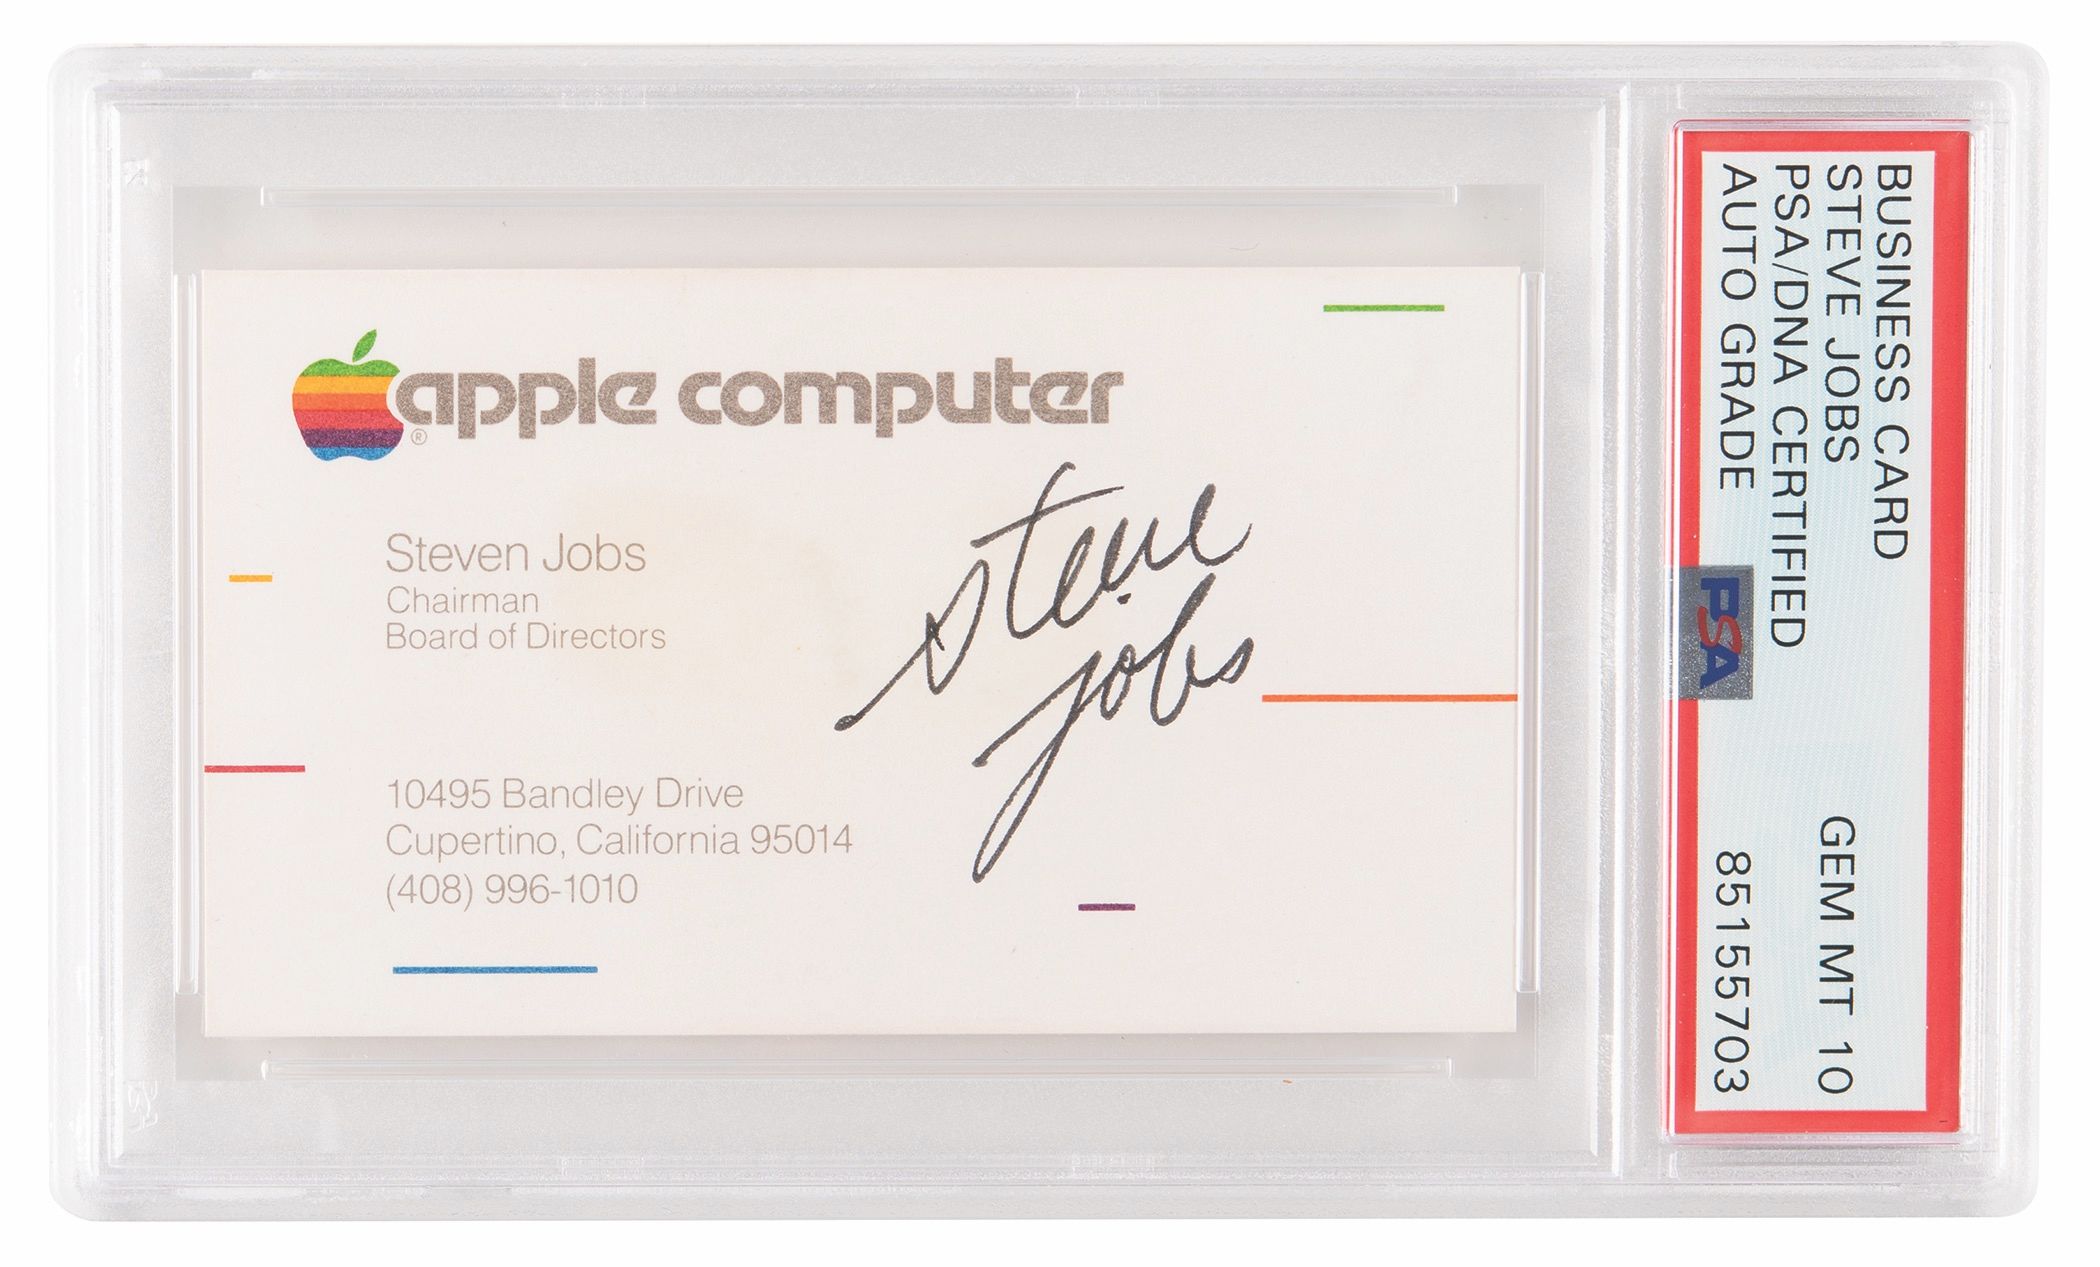 apple computer
®
Steven Jobs
Chairman
Board of Directors
steve
jobs
10495 Bandley Drive
Cupertino, California 95014
(408) 996-1010
BUSINESS CARD
STEVE JOBS
PSA/DNA CERTIFIED
AUTO GRADE
GEM MT 10
85155703
PSA